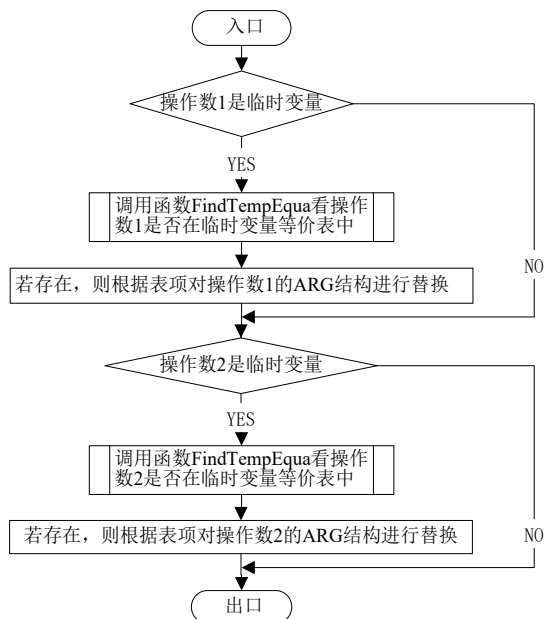 入口
操作数1是临时变量
YES
调用函数FindTempEqua看操作
数1是否在临时变量等价表中
NO
若存在，则根据表项对操作数1的ARG结构进行替换
操作数2是临时变量
YES
调用函数FindTempEqua看操作
数2是否在临时变量等价表中
若存在，则根据表项对操作数2的ARG结构进行替换
NO
出口